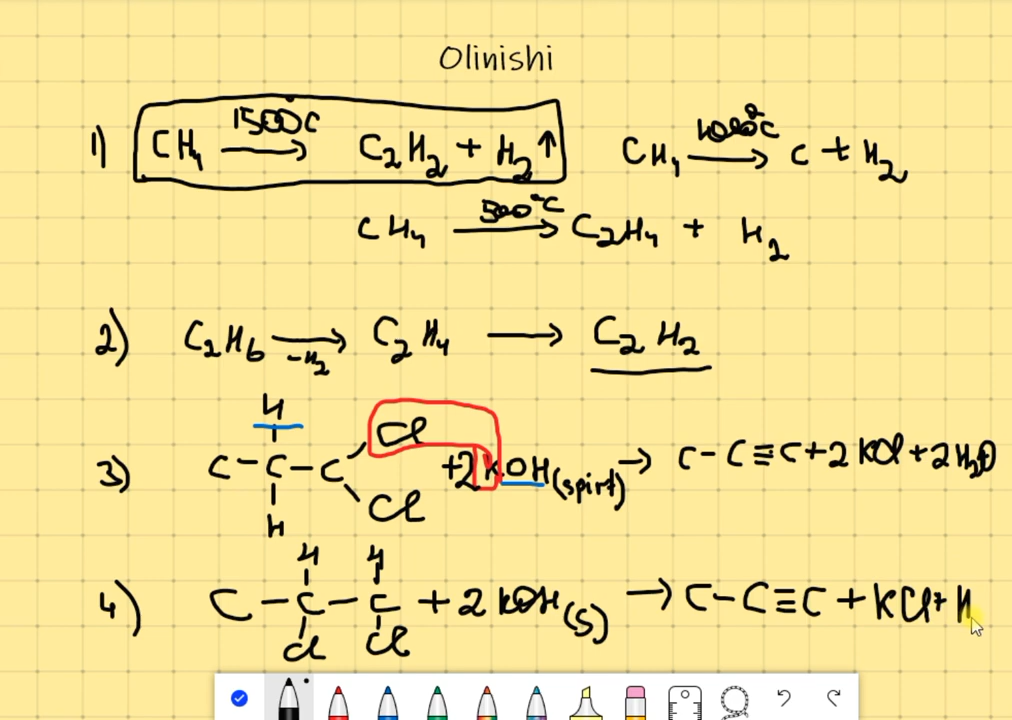 Olinishi
1) CH4 →1500°C C2H2 + H2↑ CH4 →1000°C C + H2
CH4 →500°C C2H4 + H2
2) C2H6 →-H2 C2H4 → C2H2
H
C-C-C Cl Cl
3) +2KOH(spirt) → C-C≡C+2KCl+2H2O
H
H H
4) C-C-C + 2KOH(S) → C-C≡C + KCl+H
Cl Cl